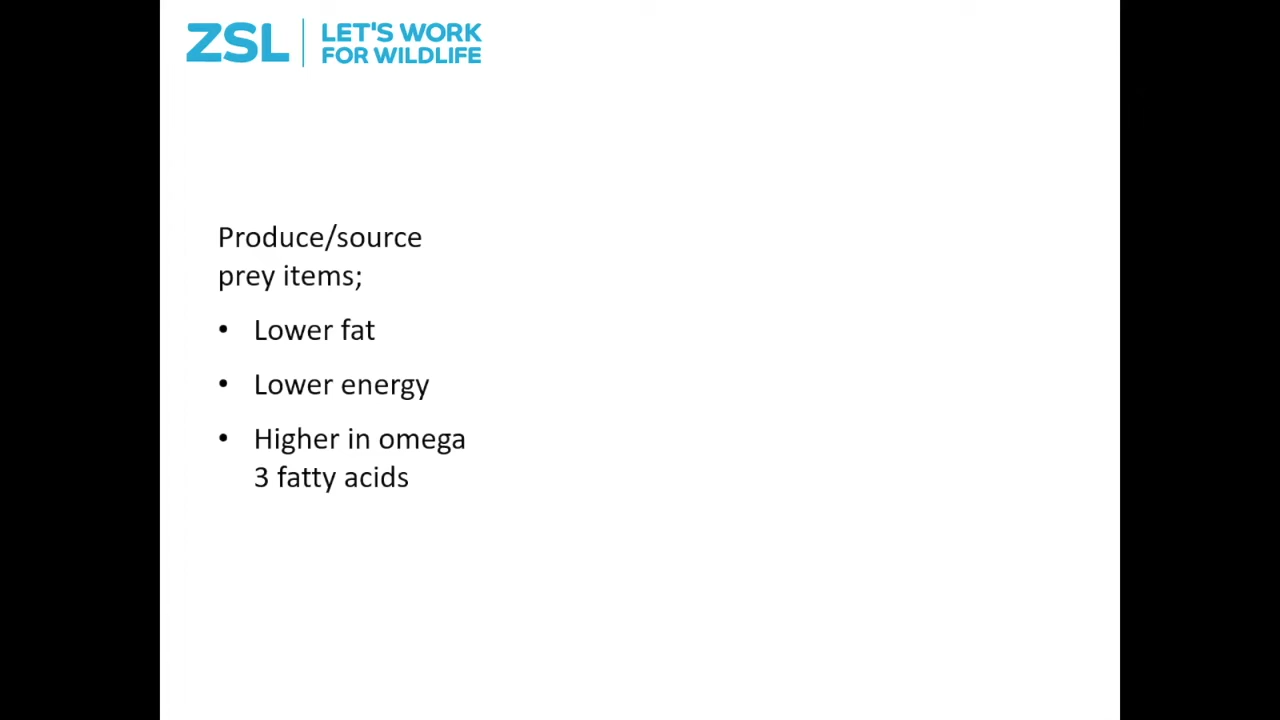 ZSL
LET'S WORK
FOR WILDLIFE
Produce/source
prey items;
• Lower fat
• Lower energy
• Higher in omega
3 fatty acids